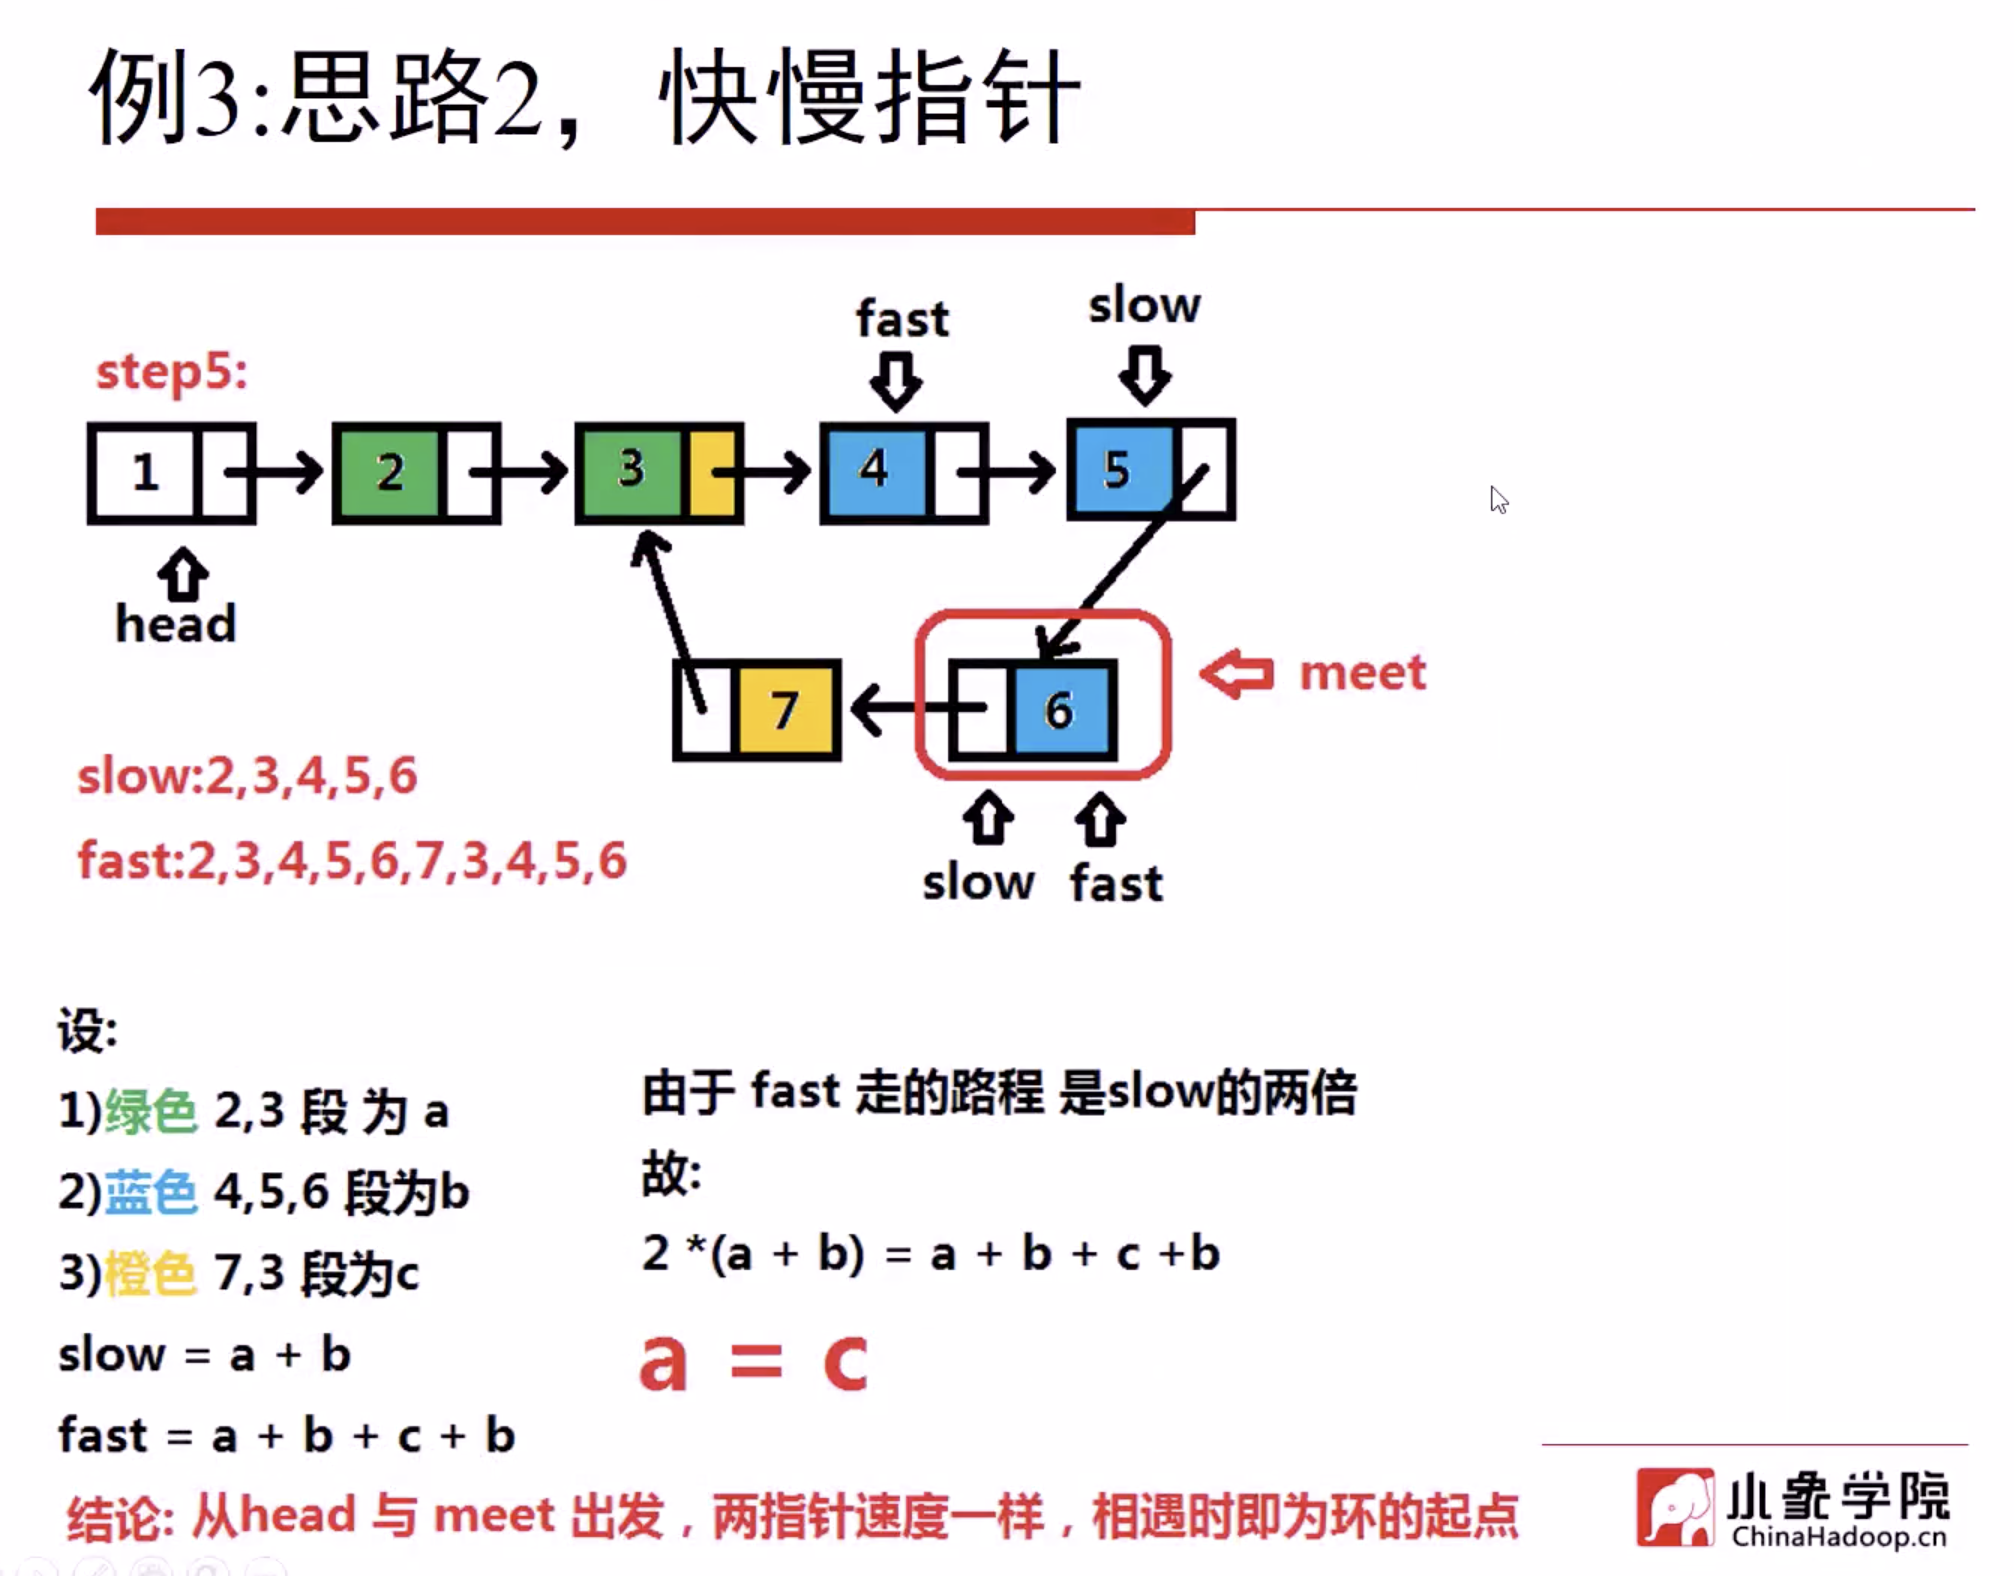 例3:思路2，快慢指针
fast
slow
step5:
1
2
3
4
5
head
7
6
meet
slow:2,3,4,5,6
fast:2,3,4,5,6,7,3,4,5,6
slow
fast
设:
1)绿色 2,3 段 为 a
2)蓝色 4,5,6 段为b
3)橙色 7,3 段为c
slow = a + b
fast = a + b + c + b
由于 fast 走的路程 是slow的两倍
故:
2 *(a + b) = a + b + c +b
a = c
结论: 从head 与 meet 出发，两指针速度一样，相遇时即为环的起点
小象学院
ChinaHadoop.cn